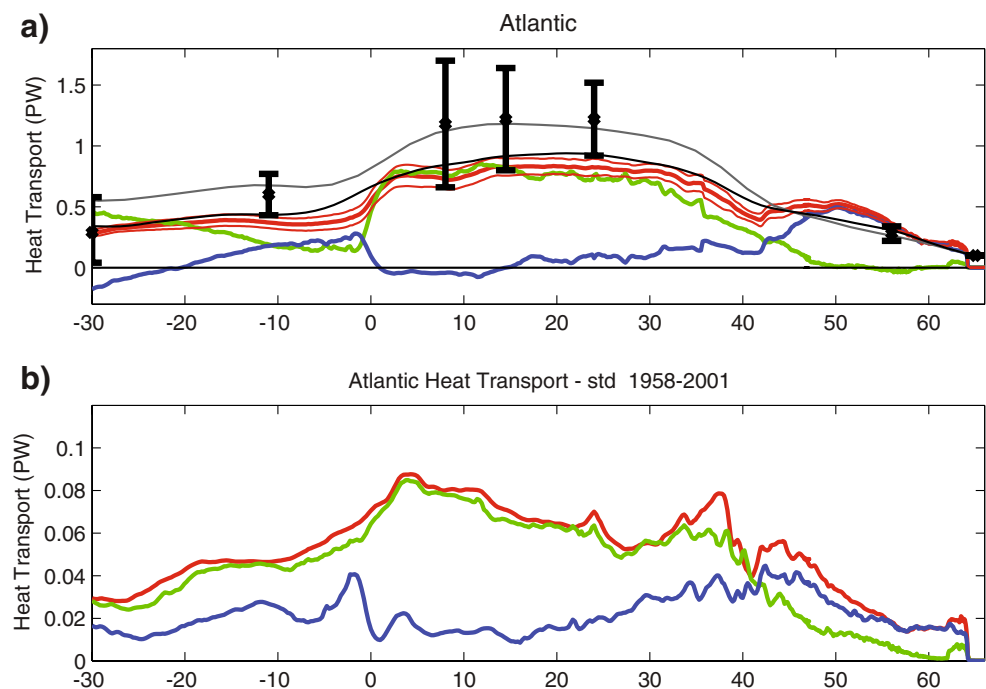 a)
Atlantic
Heat Transport (PW)
1.5
1
0.5
0
-30 -20 -10 0 10 20 30 40 50 60
b)
Atlantic Heat Transport - std 1958-2001
Heat Transport (PW)
0.1
0.08
0.06
0.04
0.02
0
-30 -20 -10 0 10 20 30 40 50 60